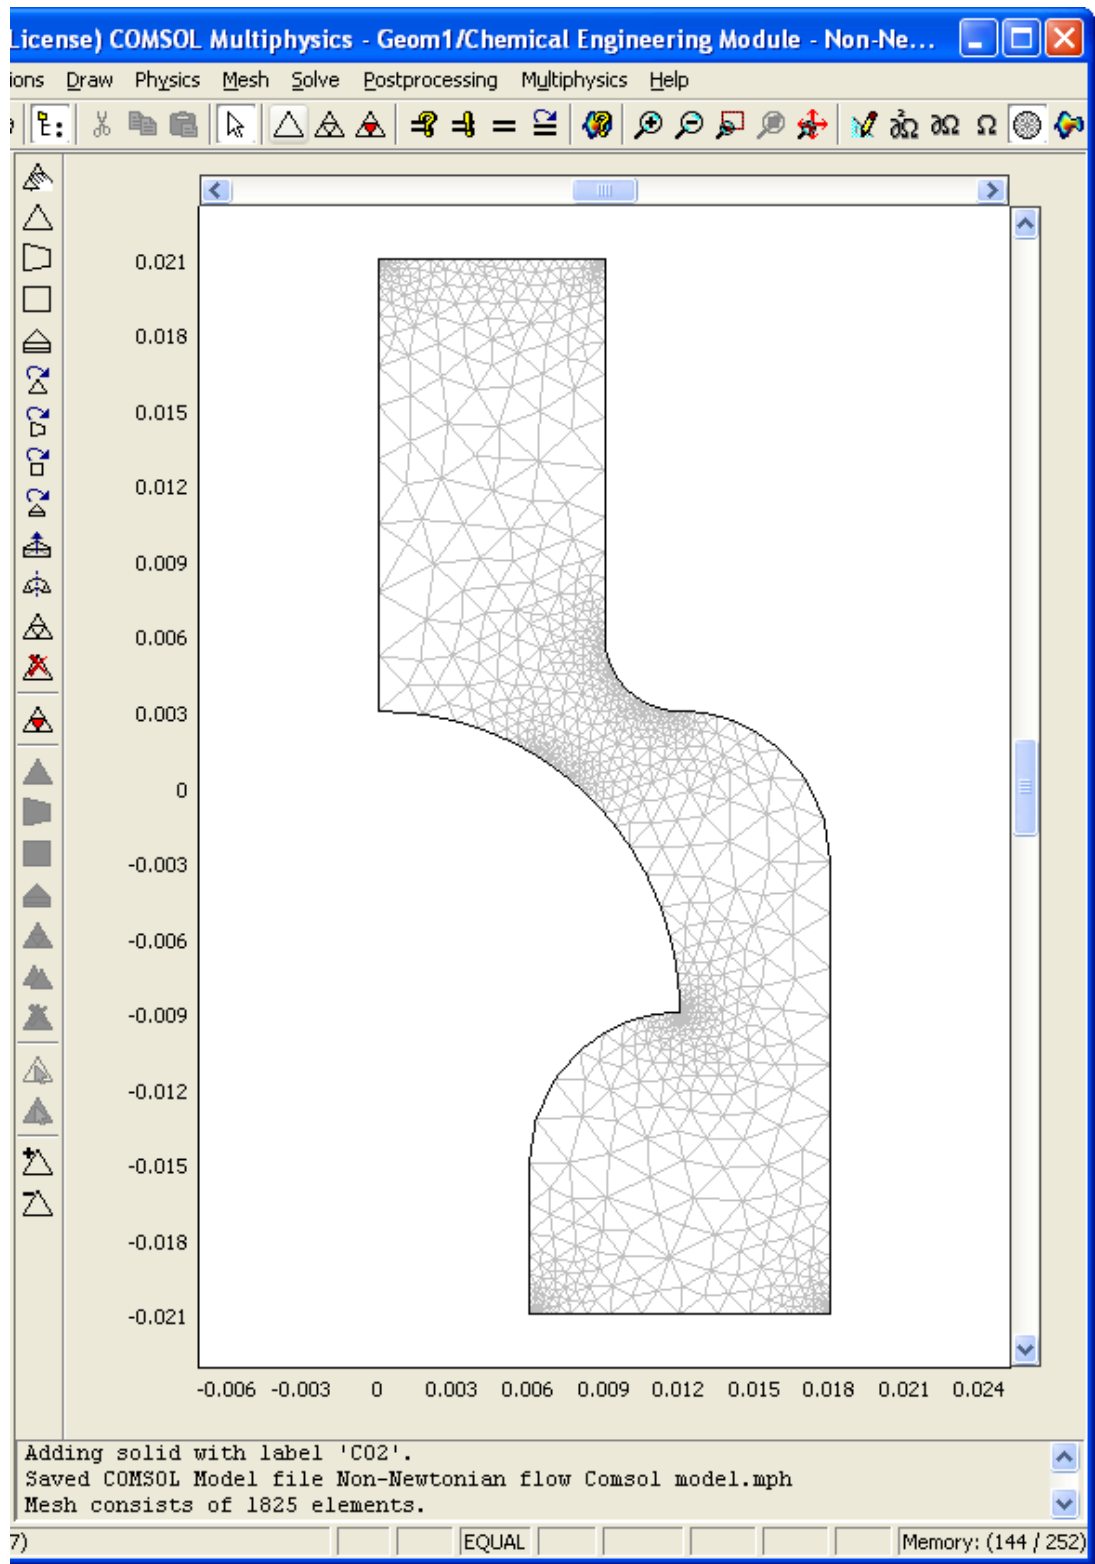 License) COMSOL Multiphysics - Geom1/Chemical Engineering Module - Non-Ne...
ions Draw Physics Mesh Solve Postprocessing Multiphysics Help
0.021
0.018
0.015
0.012
0.009
0.006
0.003
0
-0.003
-0.006
-0.009
-0.012
-0.015
-0.018
-0.021
-0.006 -0.003 0 0.003 0.006 0.009 0.012 0.015 0.018 0.021 0.024
Adding solid with label 'CO2'.
Saved COMSOL Model file Non-Newtonian flow Comsol model.mph
Mesh consists of 1825 elements.
7) EQUAL Memory: (144 / 252)